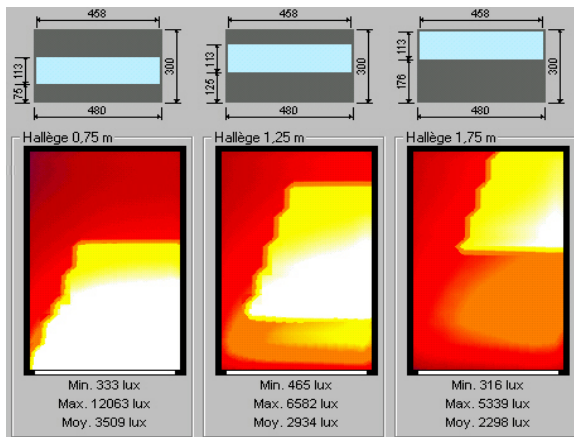 458
113
75
300
480
458
113
125
300
480
458
113
176
300
480
Hallège 0,75 m
Hallège 1,25 m
Hallège 1,75 m
Min. 333 lux
Max. 12063 lux
Moy. 3509 lux
Min. 465 lux
Max. 6582 lux
Moy. 2934 lux
Min. 316 lux
Max. 5339 lux
Moy. 2298 lux